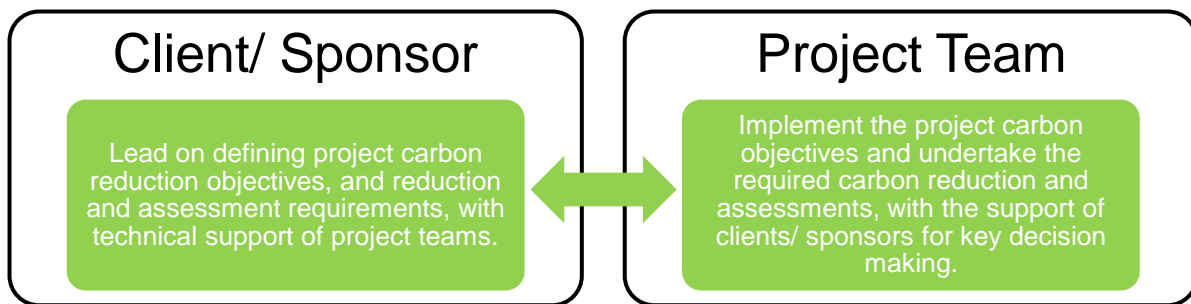 Client/ Sponsor
Lead on defining project carbon
reduction objectives, and reduction
and assessment requirements, with
technical support of project teams.
Project Team
Implement the project carbon
objectives and undertake the
required carbon reduction and
assessments, with the support of
clients/ sponsors for key decision
making.